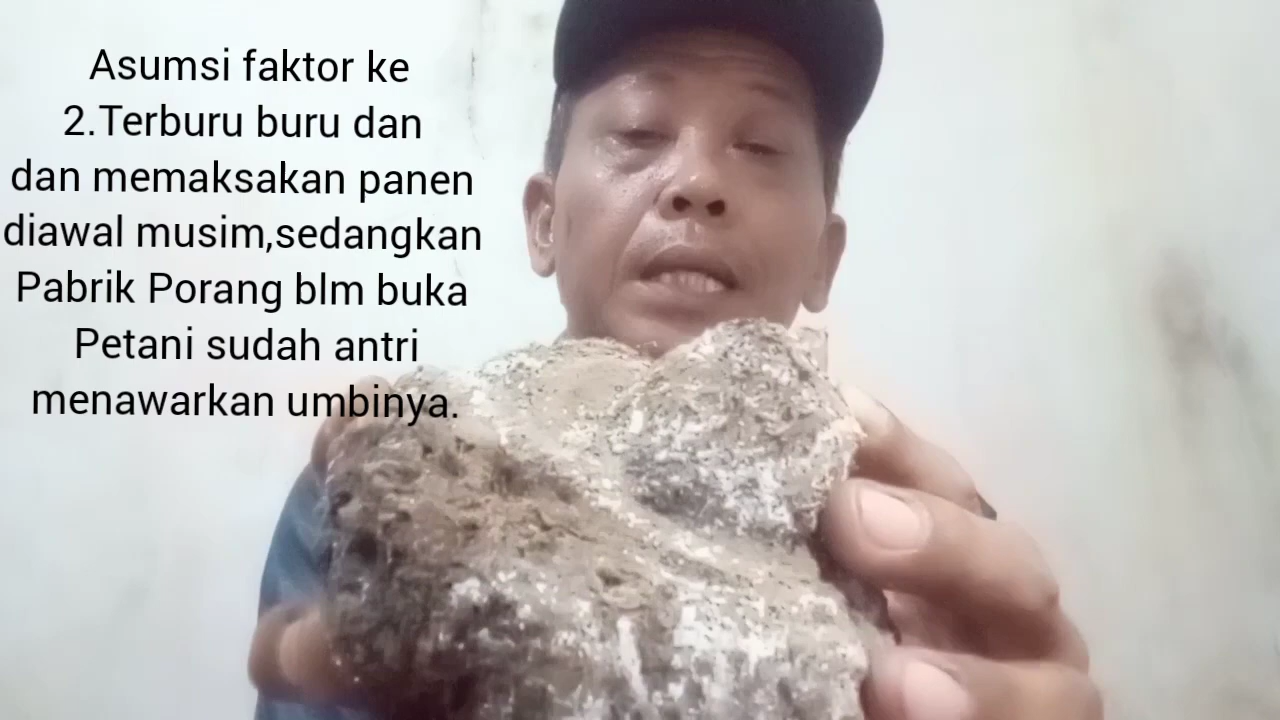 Asumsi faktor ke
2.Terburu buru dan
dan memaksakan panen
diawal musim,sedangkan
Pabrik Porang blm buka
Petani sudah antri
menawarkan umbinya.